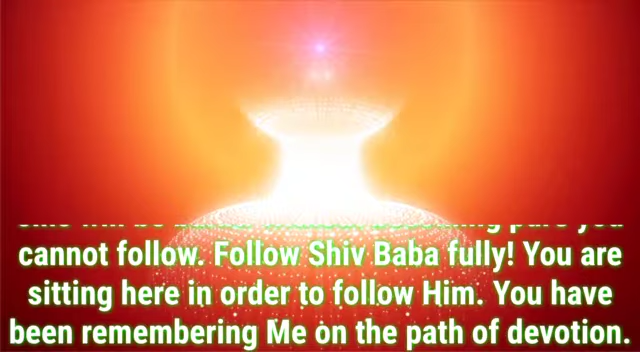 cannot follow. Follow Shiv Baba fully! You are
sitting here in order to follow Him. You have
been remembering Me on the path of devotion.